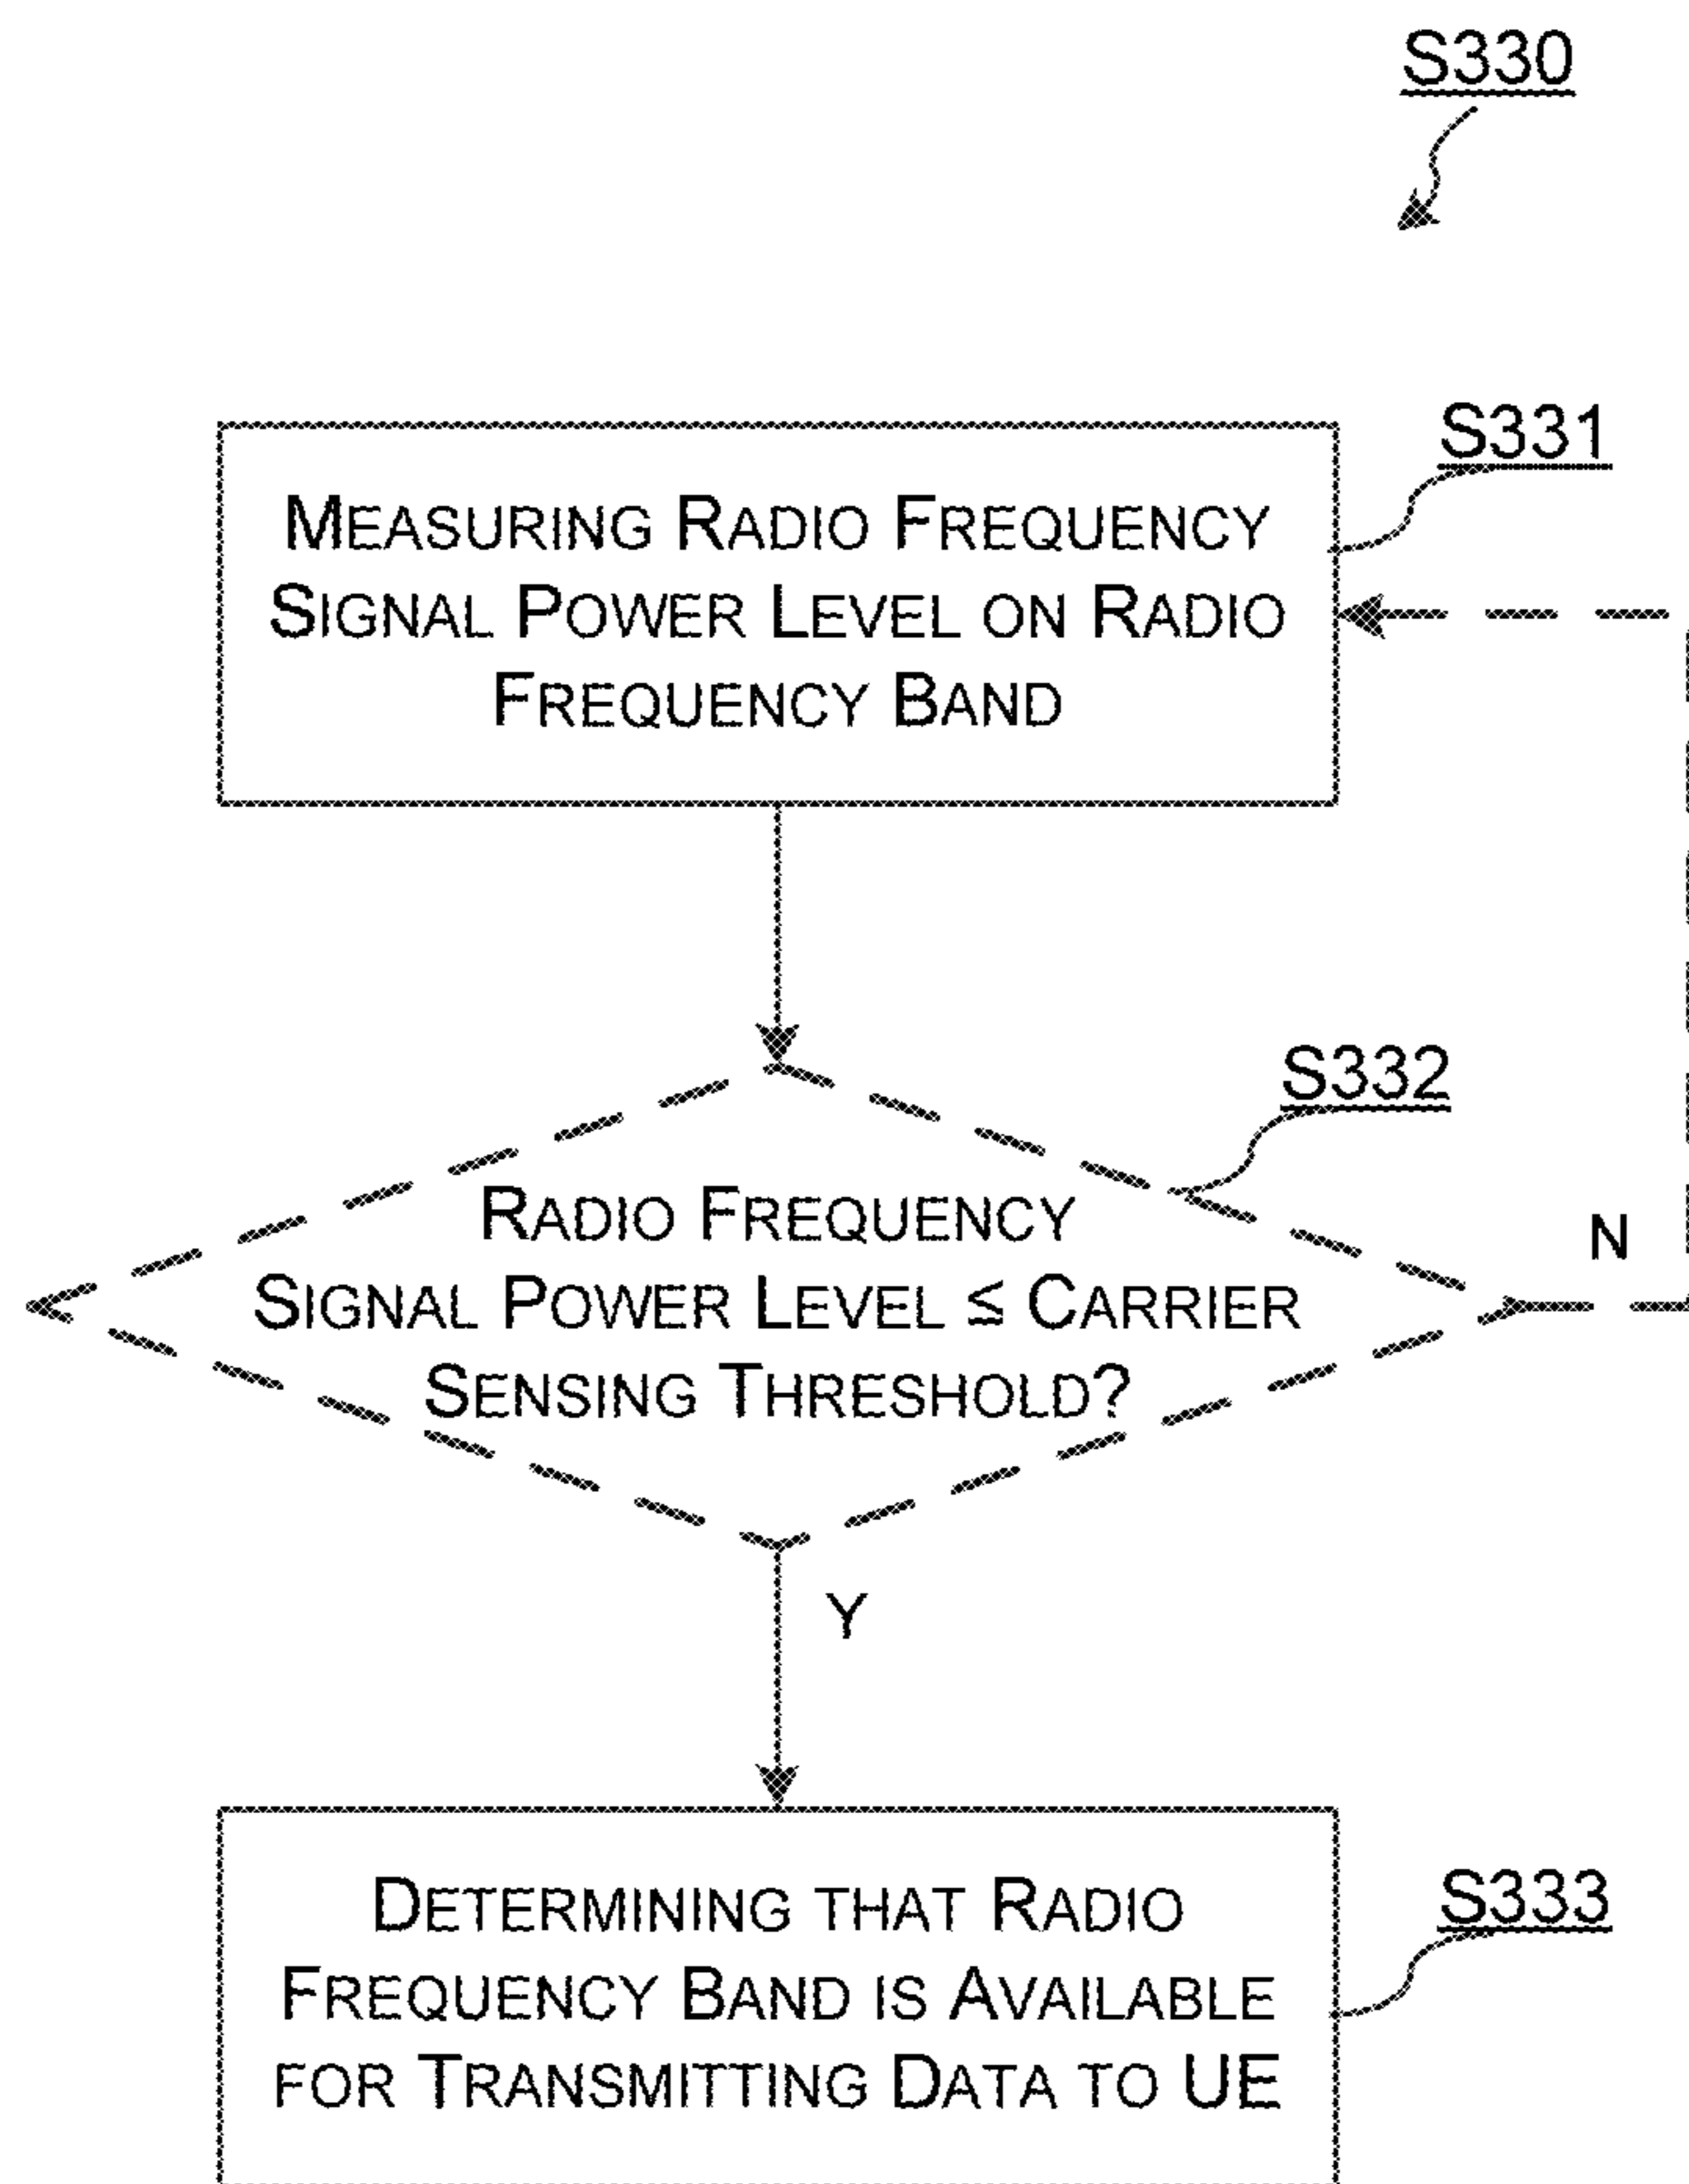 S330
S331
Measuring Radio Frequency
Signal Power Level on Radio
Frequency Band
S332
Radio Frequency
Signal Power Level ≤ Carrier
Sensing Threshold?
N
Y
S333
Determining that Radio
Frequency Band is Available
for Transmitting Data to UE